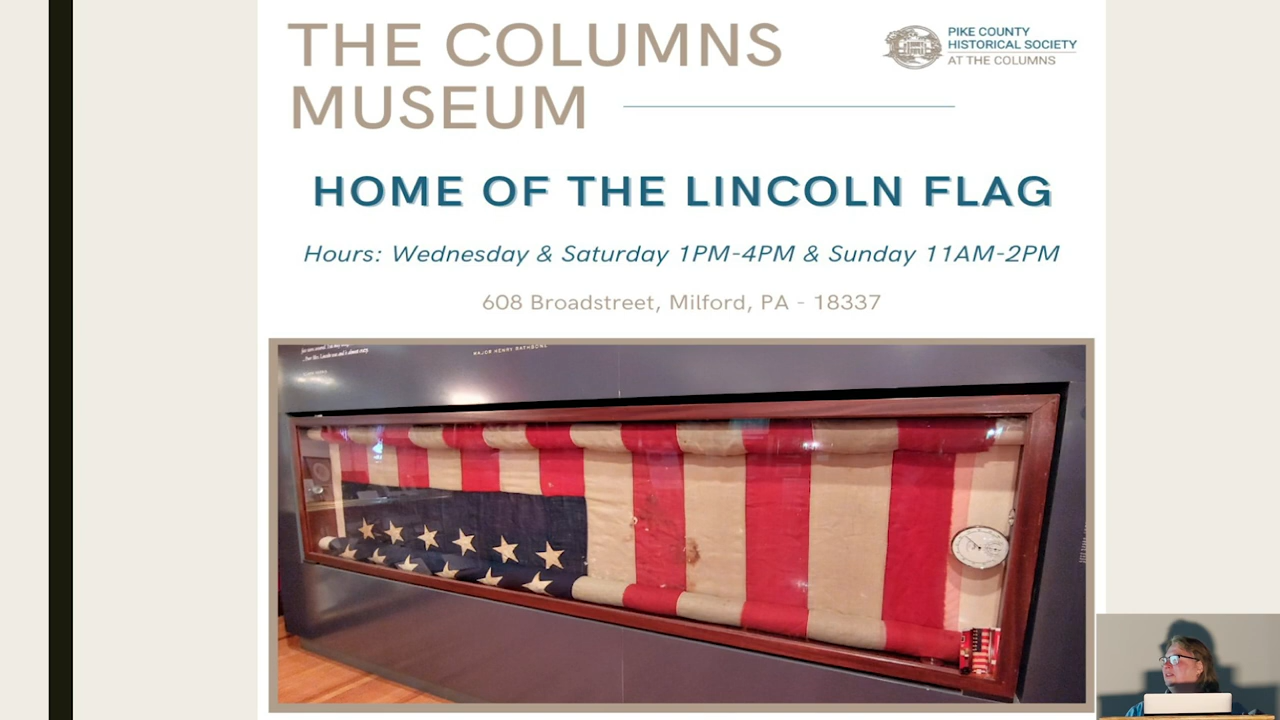 THE COLUMNS
MUSEUM
PIKE COUNTY
HISTORICAL SOCIETY
AT THE COLUMNS
HOME OF THE LINCOLN FLAG
Hours: Wednesday & Saturday 1PM-4PM & Sunday 11AM-2PM
608 Broadstreet, Milford, PA - 18337
MAJOR HENRY RATHBONE